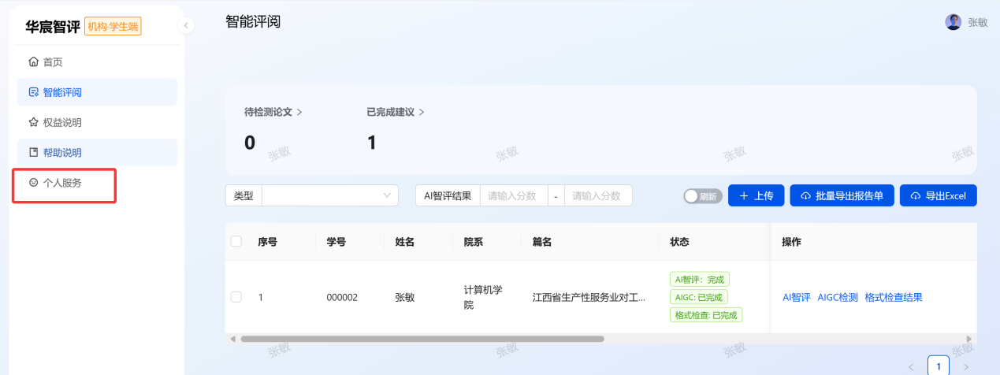 华宸智评 机构·学生端
首页
智能评阅
权益说明
帮助说明
个人服务
智能评阅
张敏
待检测论文 >
已完成建议 >
0
1
张敏 张敏 张敏 张敏
类型
AI智评结果 请输入分数 - 请输入分数
刷新
+ 上传
批量导出报告单
导出Excel
序号 学号 姓名 院系 篇名 状态 操作
1 000002 张敏 计算机学
院
江西省生产性服务业对工...
AI智评：完成
AIGC: 已完成
格式检查: 已完成
AI智评 AIGC检测 格式检查结果
张敏 张敏 张敏 张敏
< 1 >